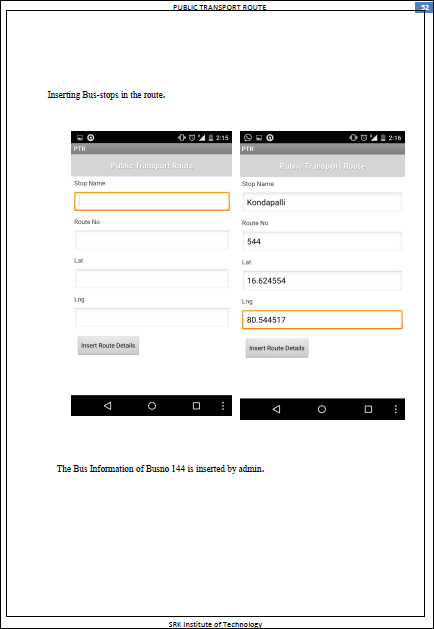 PUBLIC TRANSPORT ROUTE
52
Inserting Bus-stops in the route.
2:15
PTR
Public Transport Route
Stop Name
Route No
Lat
Lng
Insert Route Details
2:16
PTR
Public Transport Route
Stop Name
Kondapalli
Route No
544
Lat
16.624554
Lng
80.544517
Insert Route Details
The Bus Information of Busno 144 is inserted by admin.
SRK Institute of Technology